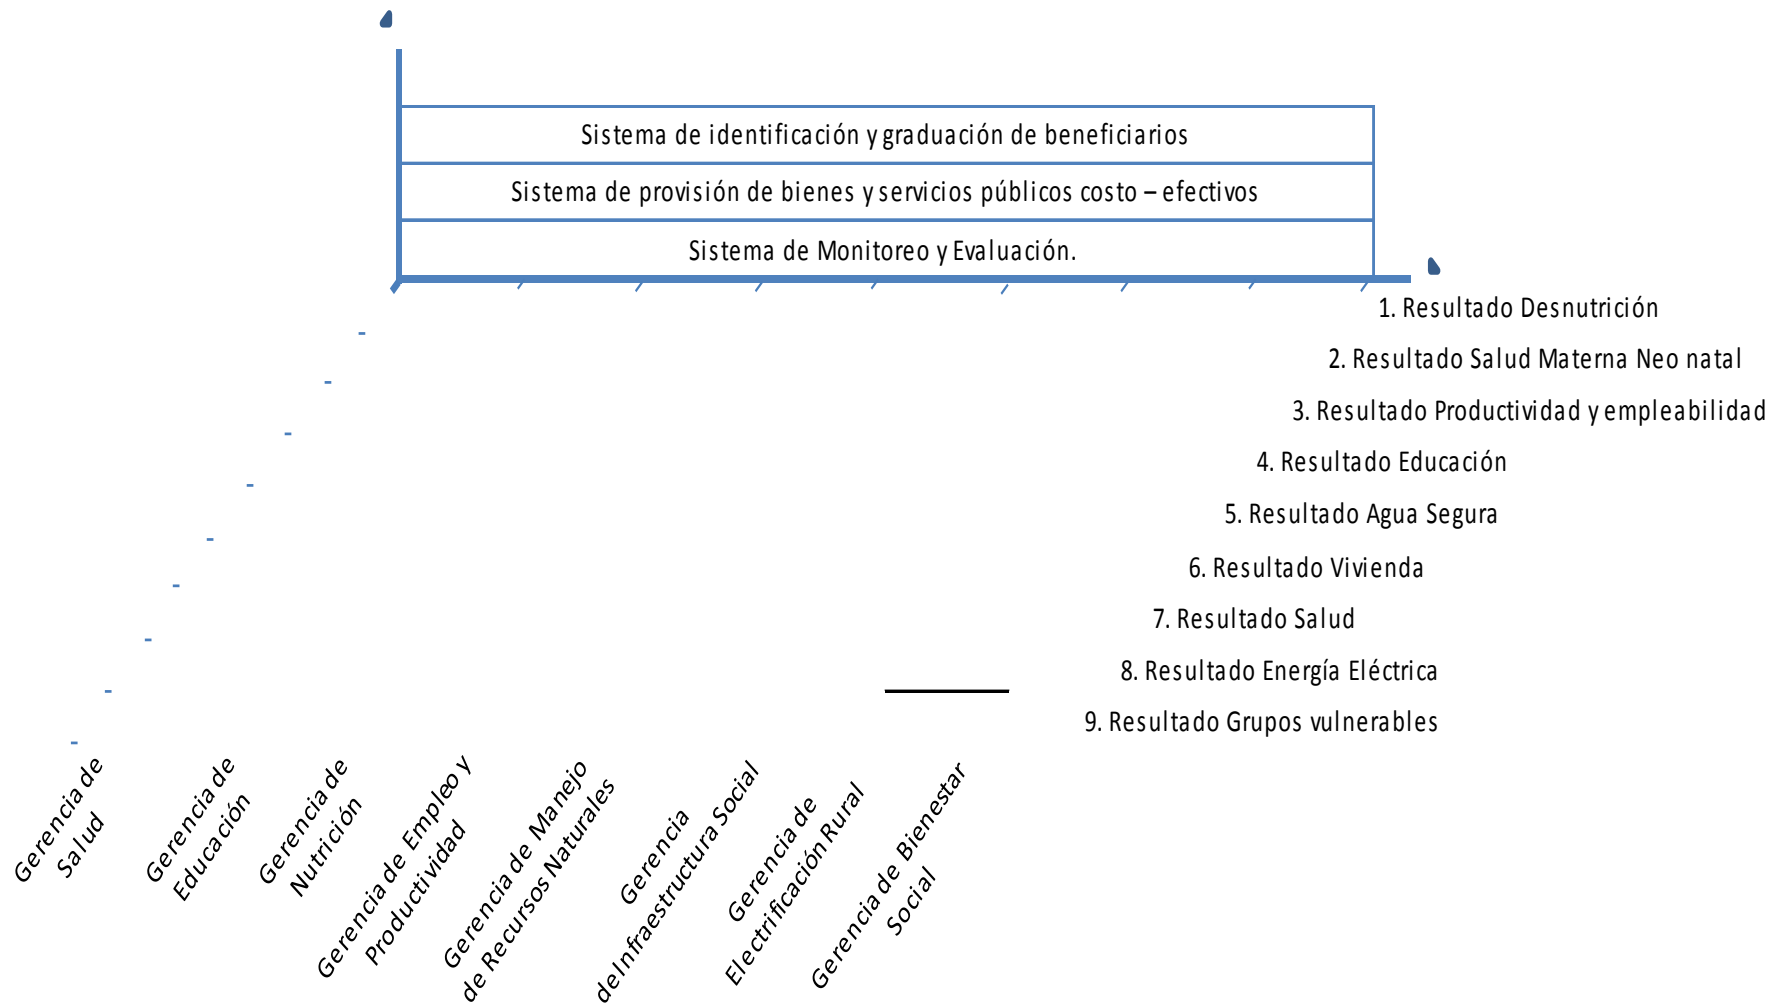 Sistema de identificación y graduación de beneficiarios
Sistema de provisión de bienes y servicios públicos costo – efectivos
Sistema de Monitoreo y Evaluación.
1. Resultado Desnutrición
2. Resultado Salud Materna Neo natal
3. Resultado Productividad y empleabilidad
4. Resultado Educación
5. Resultado Agua Segura
6. Resultado Vivienda
7. Resultado Salud
8. Resultado Energía Eléctrica
9. Resultado Grupos vulnerables
Gerencia de
Salud
Gerencia de
Educación
Gerencia de
Nutrición
Gerencia de Empleo y
Productividad
Gerencia de Manejo
de Recursos Naturales
Gerencia
de Infraestructura Social
Gerencia de
Electrificación Rural
Gerencia de Bienestar
Social